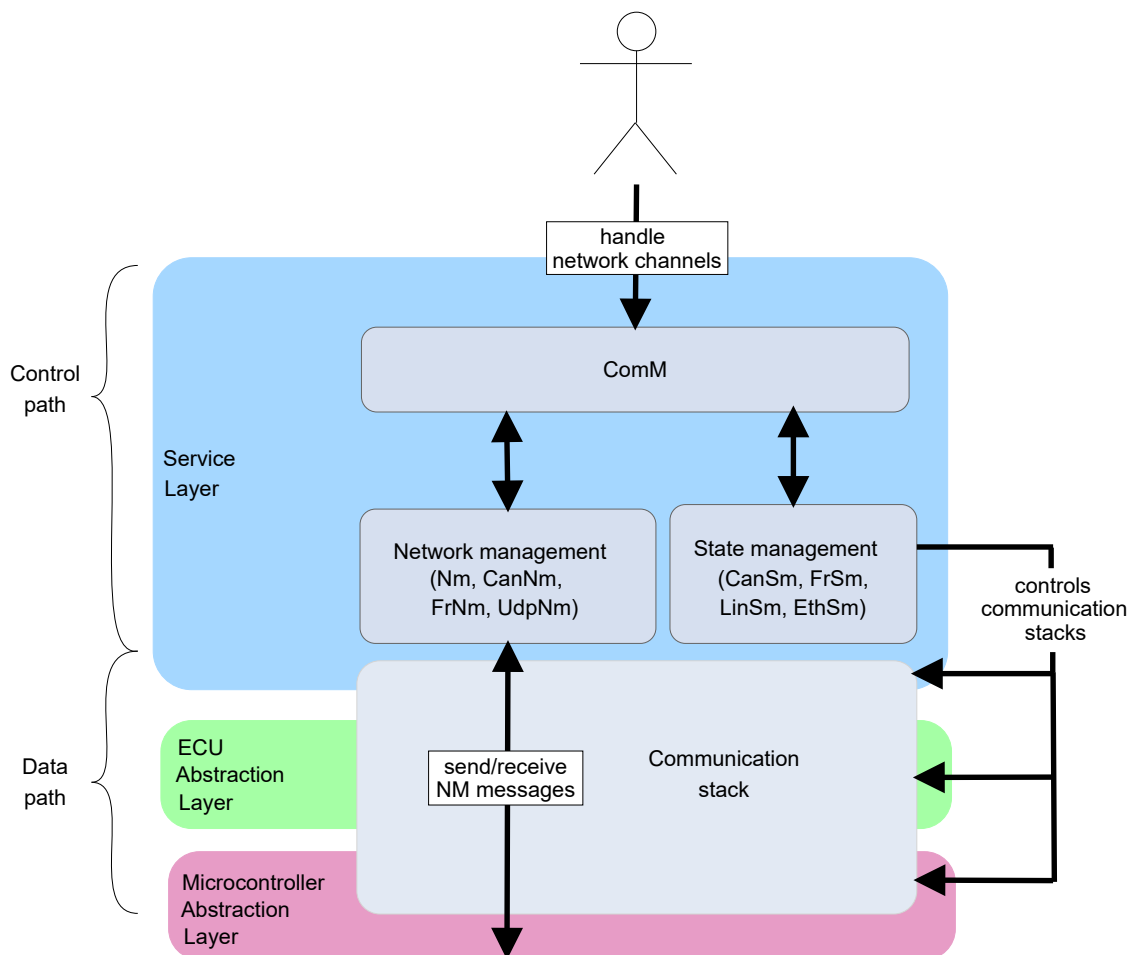 handle
network channels
ComM
Control
path
Service
Layer
Network management
(Nm, CanNm,
FrNm, UdpNm)
State management
(CanSm, FrSm,
LinSm, EthSm)
controls
communication
stacks
Data
path
ECU
Abstraction
Layer
send/receive
NM messages
Communication
stack
Microcontroller
Abstraction
Layer